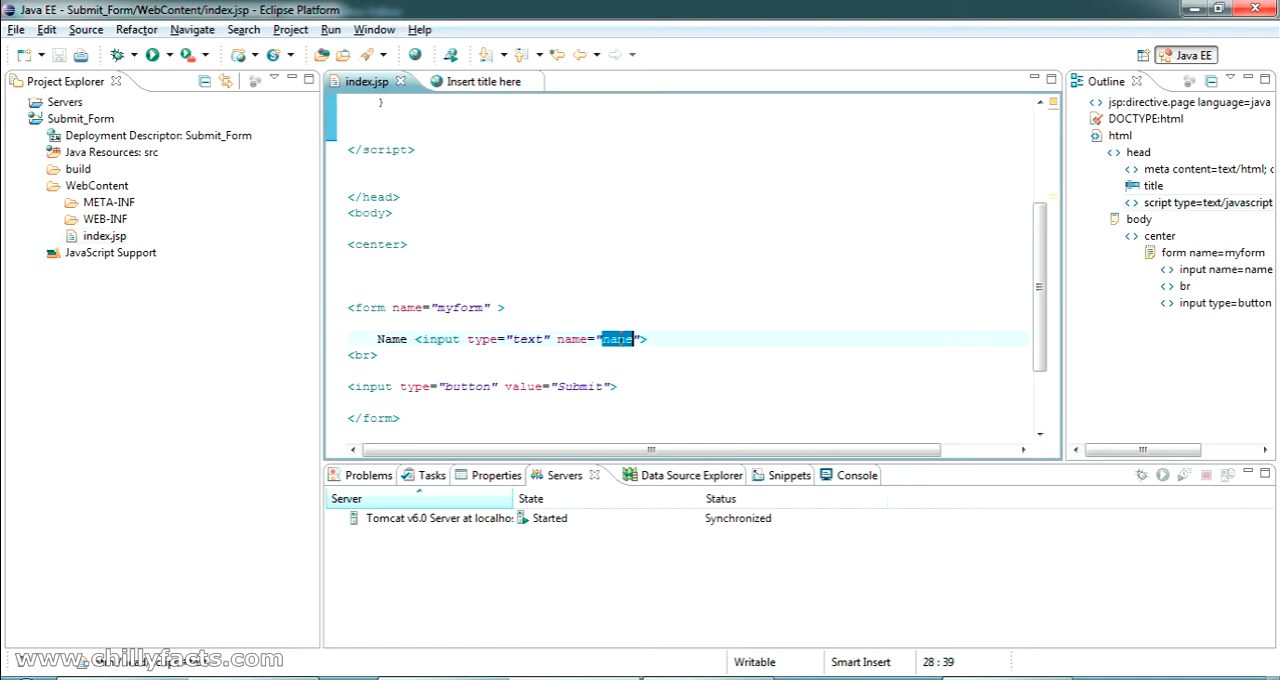 Java EE - Submit_Form/WebContent/index.jsp - Eclipse Platform
File Edit Source Refactor Navigate Search Project Run Window Help
Java EE
Project Explorer
Servers
Submit_Form
Deployment Descriptor: Submit_Form
Java Resources: src
build
WebContent
META-INF
WEB-INF
index.jsp
JavaScript Support
index.jsp
Insert title here
}
</script>
</head>
<body>
<center>
<form name="myform" >
Name <input type="text" name="name">
<br>
<input type="button" value="Submit">
</form>
Outline
jsp:directive.page language=java
DOCTYPE:html
html
head
meta content=text/html; c
title
script type=text/javascript
body
center
form name=myform
input name=name
br
input type=button
Problems Tasks Properties Servers Data Source Explorer Snippets Console
Server State Status
Tomcat v6.0 Server at localho: Started Synchronized
www.chillyfacts.com
Writable Smart Insert 28 : 39